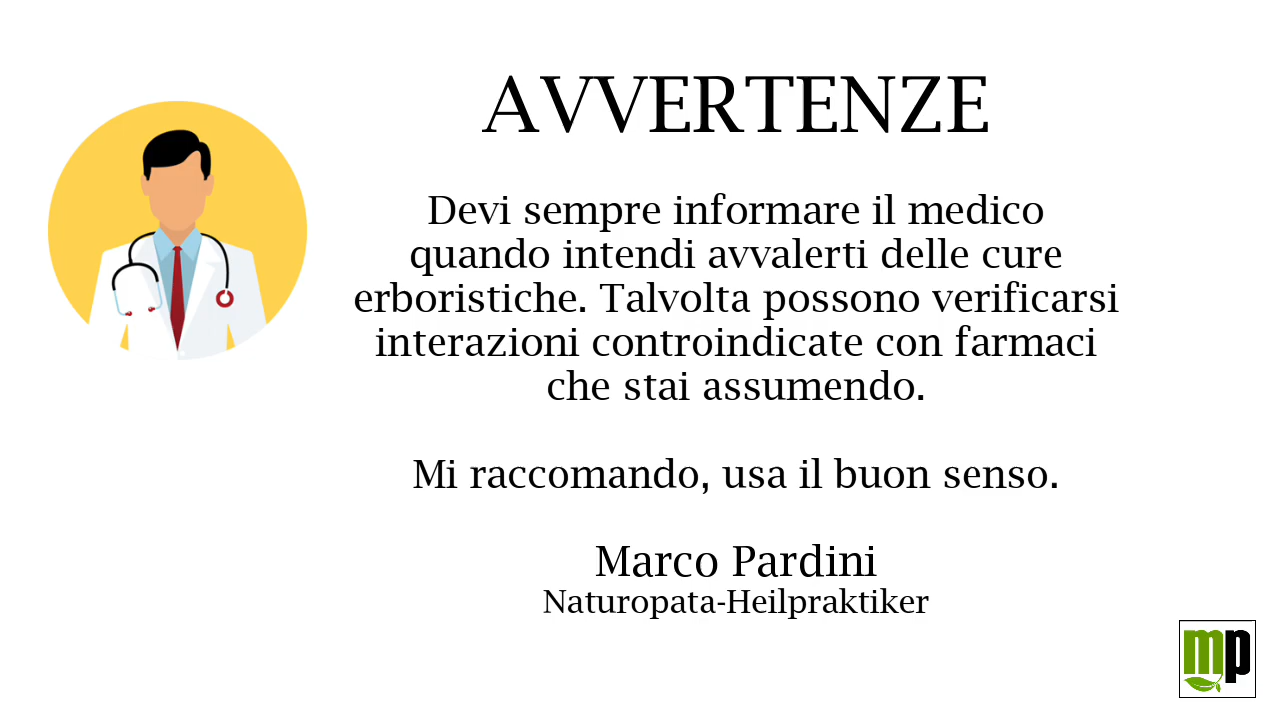 AVVERTENZE
Devi sempre informare il medico
quando intendi avvalerti delle cure
erboristiche. Talvolta possono verificarsi
interazioni controindicate con farmaci
che stai assumendo.
Mi raccomando, usa il buon senso.
Marco Pardini
Naturopata-Heilpraktiker
mp